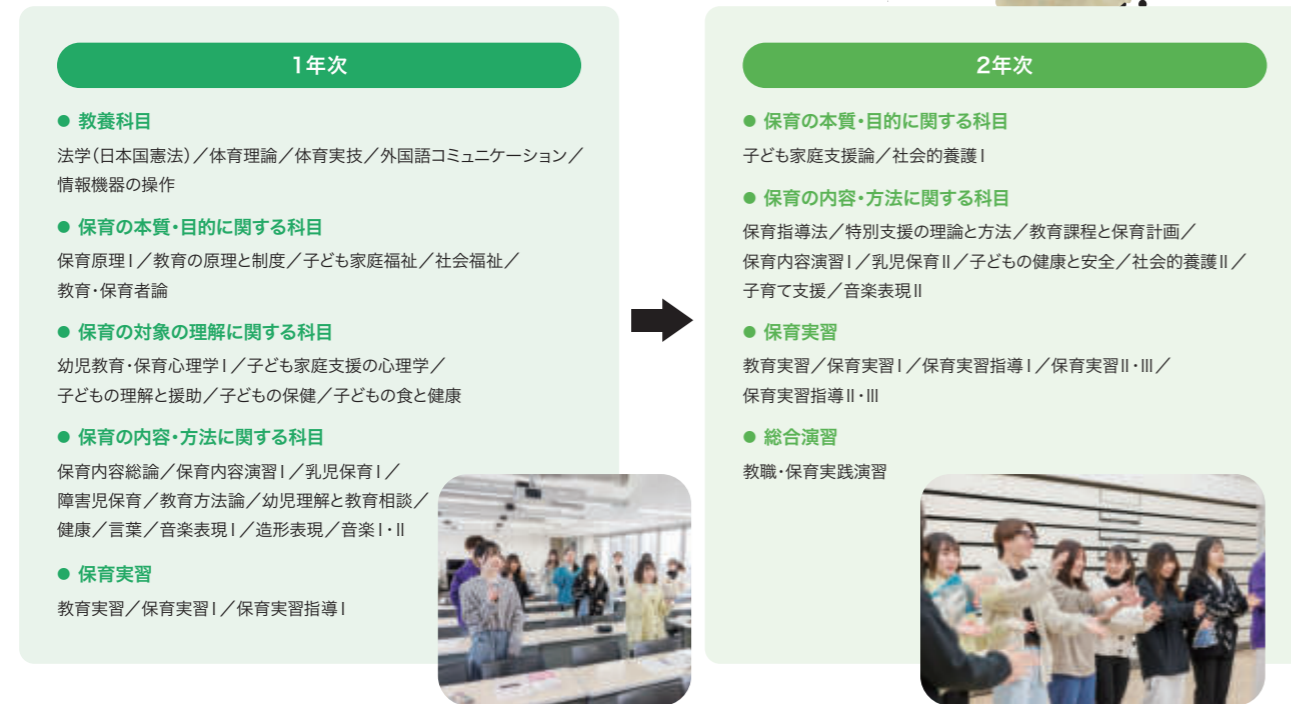 1年次
● 教養科目
法学(日本国憲法)／体育理論／体育実技／外国語コミュニケーション／
情報機器の操作
● 保育の本質・目的に関する科目
保育原理Ⅰ／教育の原理と制度／子ども家庭福祉／社会福祉／
教育・保育者論
● 保育の対象の理解に関する科目
幼児教育・保育心理学Ⅰ／子ども家庭支援の心理学／
子どもの理解と援助／子どもの保健／子どもの食と健康
● 保育の内容・方法に関する科目
保育内容総論／保育内容演習Ⅰ／乳児保育Ⅰ／
障害児保育／教育方法論／幼児理解と教育相談／
健康／言葉／音楽表現Ⅰ／造形表現／音楽Ⅰ・Ⅱ
● 保育実習
教育実習／保育実習Ⅰ／保育実習指導Ⅰ
2年次
● 保育の本質・目的に関する科目
子ども家庭支援論／社会的養護Ⅰ
● 保育の内容・方法に関する科目
保育指導法／特別支援の理論と方法／教育課程と保育計画／
保育内容演習Ⅰ／乳児保育Ⅱ／子どもの健康と安全／社会的養護Ⅱ／
子育て支援／音楽表現Ⅱ
● 保育実習
教育実習／保育実習Ⅰ／保育実習指導Ⅰ／保育実習Ⅱ・Ⅲ／
保育実習指導Ⅱ・Ⅲ
● 総合演習
教職・保育実践演習